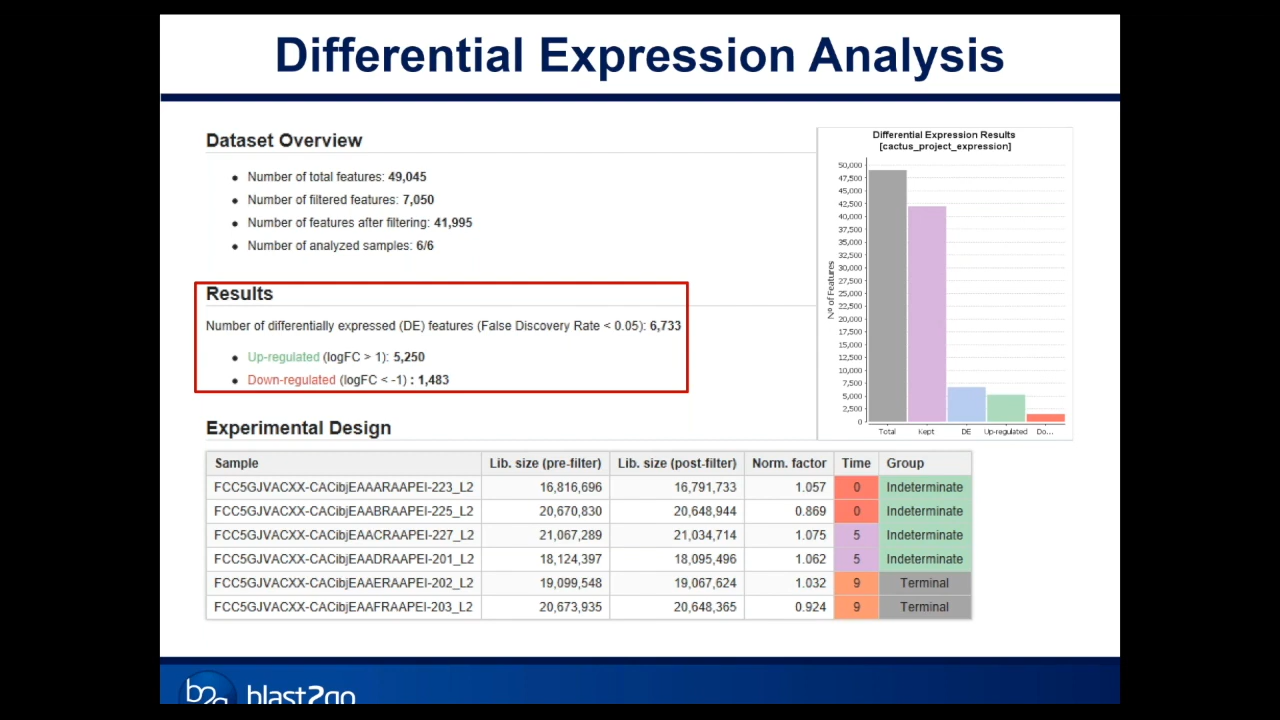 Differential Expression Analysis
Dataset Overview
• Number of total features: 49,045
• Number of filtered features: 7,050
• Number of features after filtering: 41,995
• Number of analyzed samples: 6/6
Results
Number of differentially expressed (DE) features (False Discovery Rate < 0.05): 6,733
• Up-regulated (logFC > 1): 5,250
• Down-regulated (logFC < -1) : 1,483
Differential Expression Results
[cactus_project_expression]
Nº of Features
50,000
47,500
45,000
42,500
40,000
37,500
35,000
32,500
30,000
27,500
25,000
22,500
20,000
17,500
15,000
12,500
10,000
7,500
5,000
2,500
0
Total Kept DE Up-regulated Do...
Experimental Design
Sample Lib. size (pre-filter) Lib. size (post-filter) Norm. factor Time Group
FCC5GJVACXX-CACibjEAAARAAPEI-223_L2 16,816,696 16,791,733 1.057 0 Indeterminate
FCC5GJVACXX-CACibjEAABRAAPEI-225_L2 20,670,830 20,648,944 0.869 0 Indeterminate
FCC5GJVACXX-CACibjEAACRAAPEI-227_L2 21,067,289 21,034,714 1.075 5 Indeterminate
FCC5GJVACXX-CACibjEAADRAAPEI-201_L2 18,124,397 18,095,496 1.062 5 Indeterminate
FCC5GJVACXX-CACibjEAAERAAPEI-202_L2 19,099,548 19,067,624 1.032 9 Terminal
FCC5GJVACXX-CACibjEAAFRAAPEI-203_L2 20,673,935 20,648,365 0.924 9 Terminal
b2g blast2go